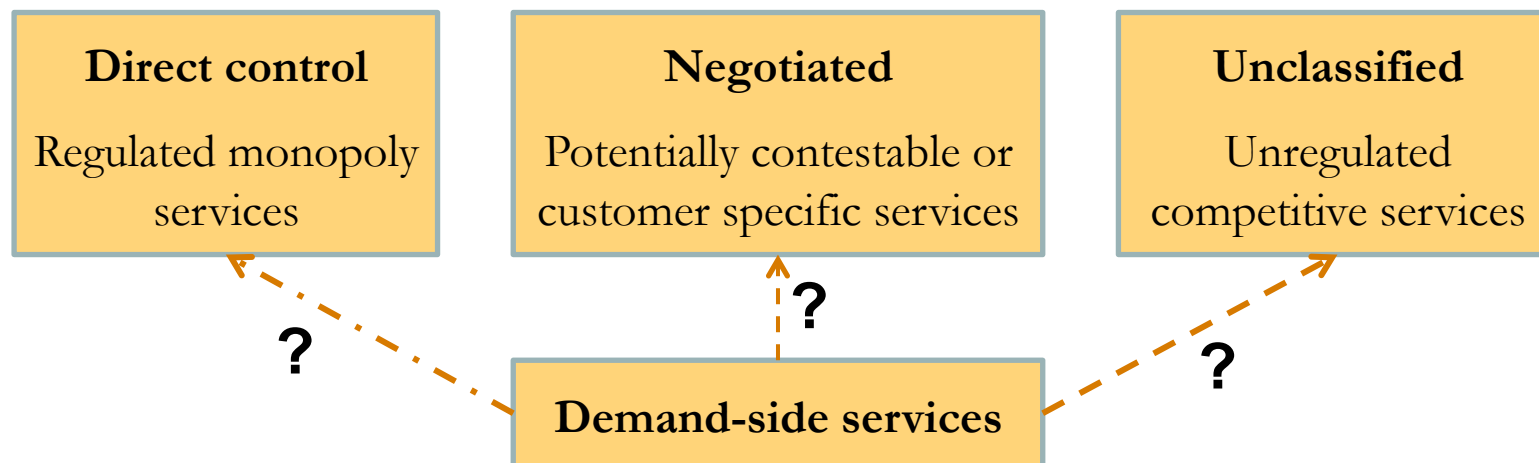 Direct control
Regulated monopoly
services
Negotiated
Potentially contestable or
customer specific services
Unclassified
Unregulated
competitive services
?
?
?
Demand-side services